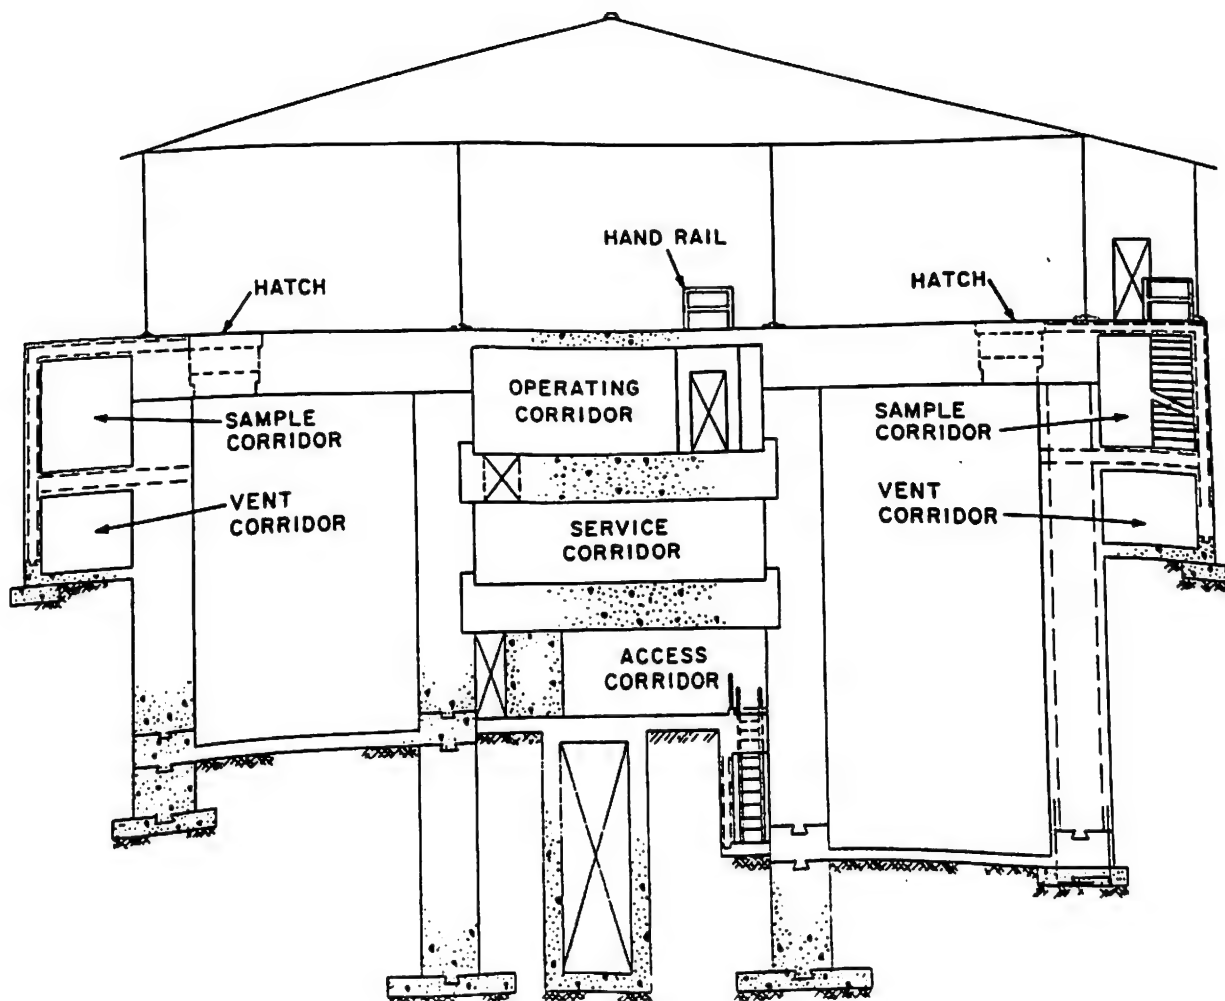 HAND RAIL
HATCH
HATCH
OPERATING
CORRIDOR
SAMPLE
CORRIDOR
SAMPLE
CORRIDOR
VENT
CORRIDOR
VENT
CORRIDOR
SERVICE
CORRIDOR
ACCESS
CORRIDOR